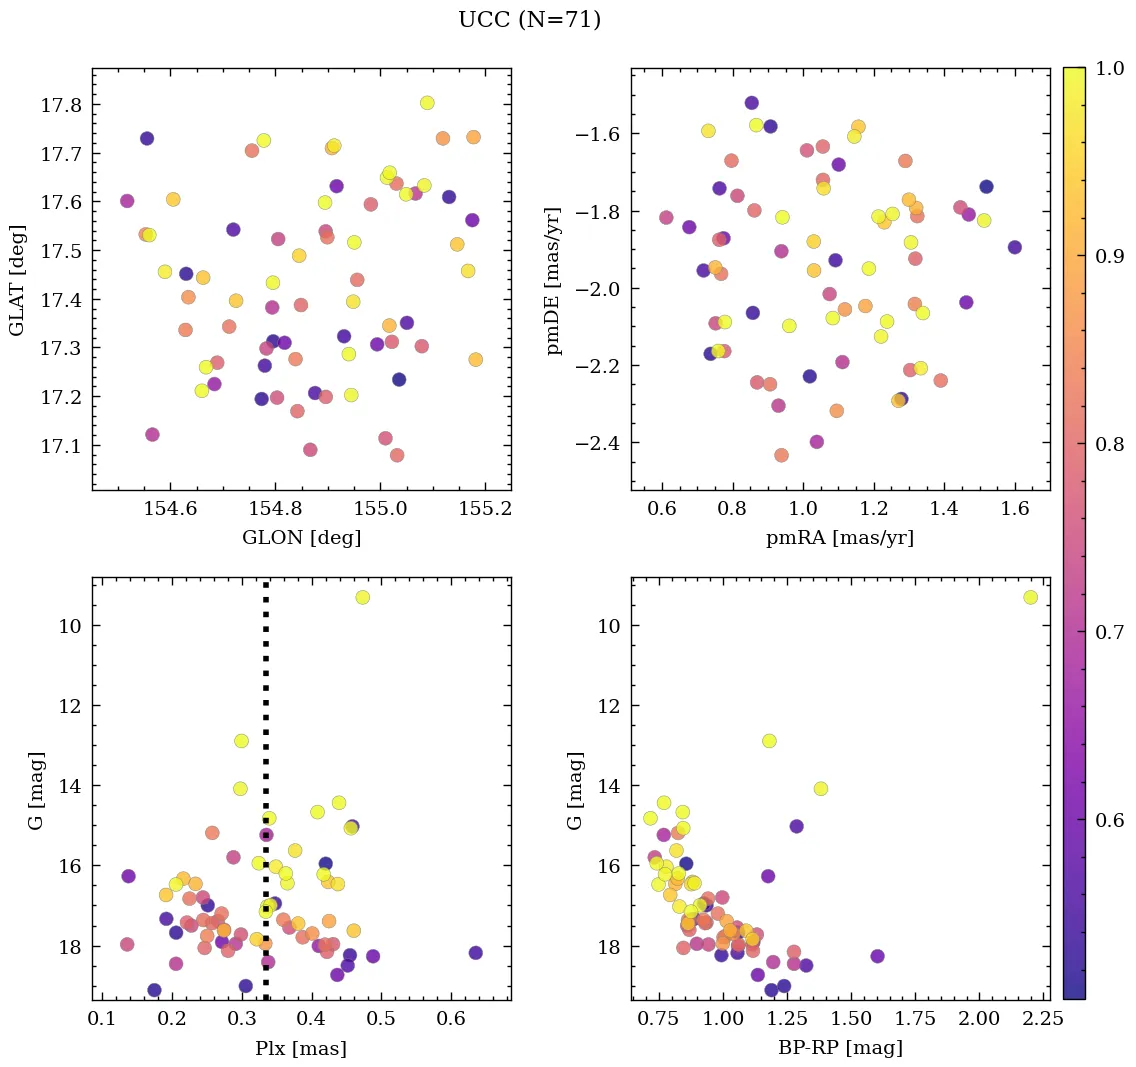 UCC (N=71)
17.8
17.7
17.6
17.5
17.4
17.3
17.2
17.1
GLAT [deg]
154.6 154.8 155.0 155.2
GLON [deg]
−1.6
−1.8
−2.0
−2.2
−2.4
pmDE [mas/yr]
0.6 0.8 1.0 1.2 1.4 1.6
pmRA [mas/yr]
1.0
0.9
0.8
0.7
0.6
10
12
14
16
18
G [mag]
0.1 0.2 0.3 0.4 0.5 0.6
Plx [mas]
10
12
14
16
18
G [mag]
0.75 1.00 1.25 1.50 1.75 2.00 2.25
BP-RP [mag]